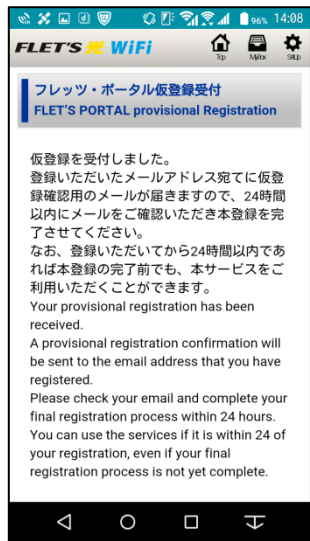 96% 14:08
FLET'S 光 WiFi
Top MyBox SetUp
フレッツ・ポータル仮登録受付
FLET'S PORTAL provisional Registration
仮登録を受付しました。
登録いただいたメールアドレス宛てに仮登
録確認用のメールが届きますので、24時間
以内にメールをご確認いただき本登録を完
了させてください。
なお、登録いただいてから24時間以内であ
れば本登録の完了前でも、本サービスをご
利用いただくことができます。
Your provisional registration has been
received.
A provisional registration confirmation will
be sent to the email address that you have
registered.
Please check your email and complete your
final registration process within 24 hours.
You can use the services if it is within 24 of
your registration, even if your final
registration process is not yet complete.